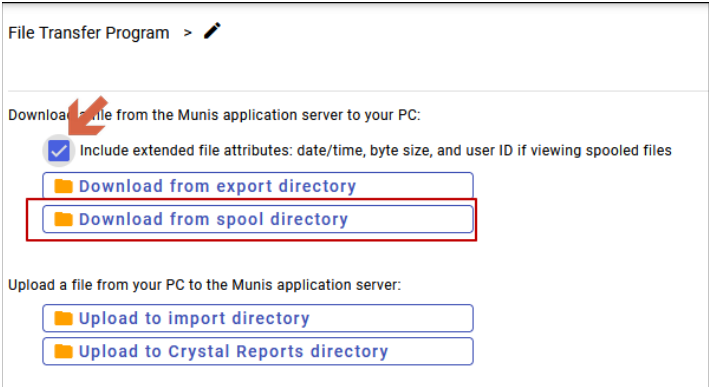 File Transfer Program >
Download a file from the Munis application server to your PC:
Include extended file attributes: date/time, byte size, and user ID if viewing spooled files
Download from export directory
Download from spool directory
Upload a file from your PC to the Munis application server:
Upload to import directory
Upload to Crystal Reports directory